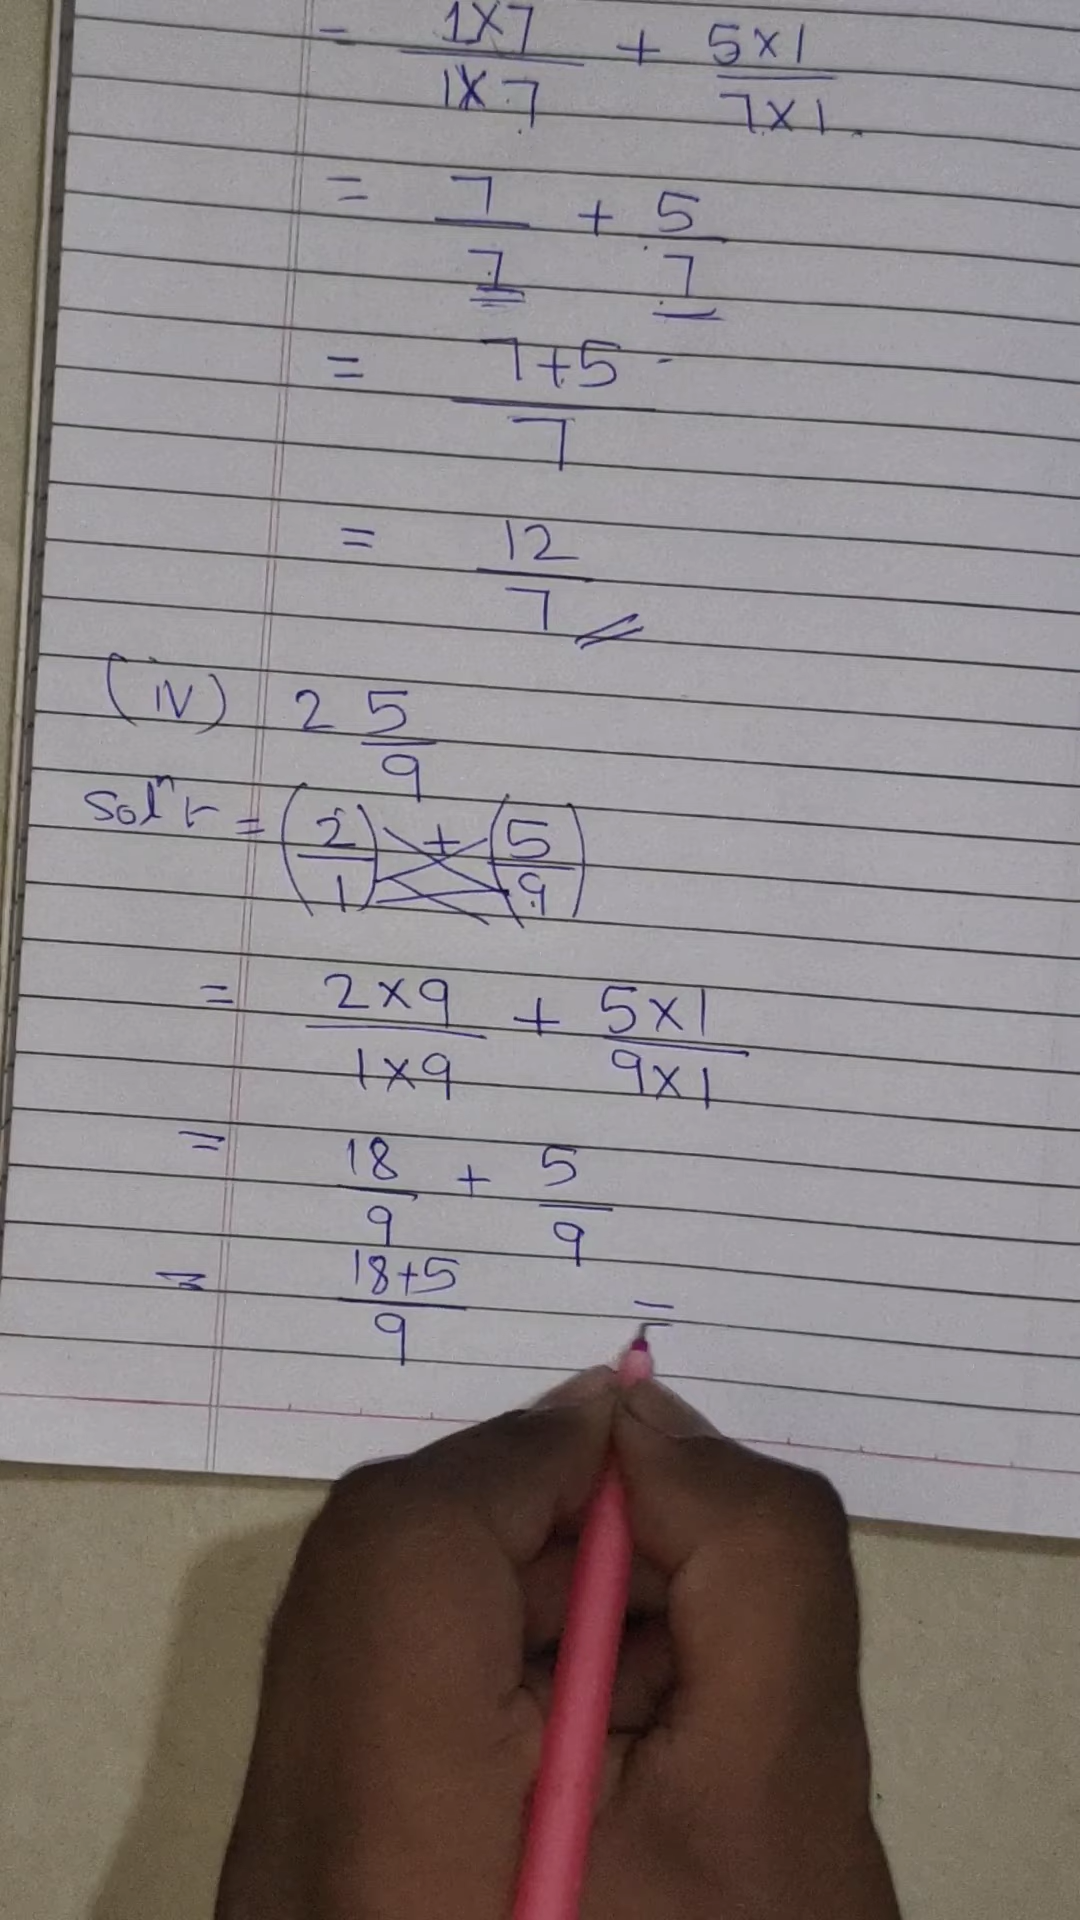 = 1×7/1×7 + 5×1/7×1
= 7/7 + 5/7
= 7+5/7
= 12/7
(iv) 2 5/9
Solⁿ :- = (2/1) + (5/9)
= 2×9/1×9 + 5×1/9×1
= 18/9 + 5/9
= 18+5/9 =